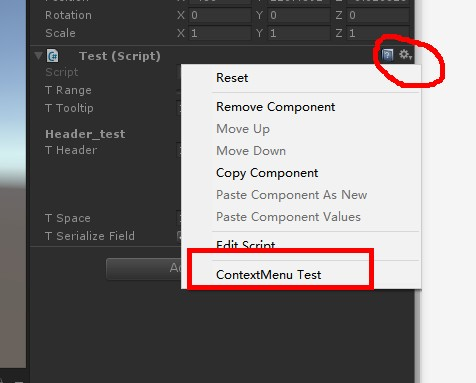 Rotation X 0 Y 0 Z 0
Scale X 1 Y 1 Z 1
Test (Script)
Script
T Range
T Tooltip
Header_test
T Header
T Space
T Serialize Field
Reset
Remove Component
Move Up
Move Down
Copy Component
Paste Component As New
Paste Component Values
Edit Script
ContextMenu Test